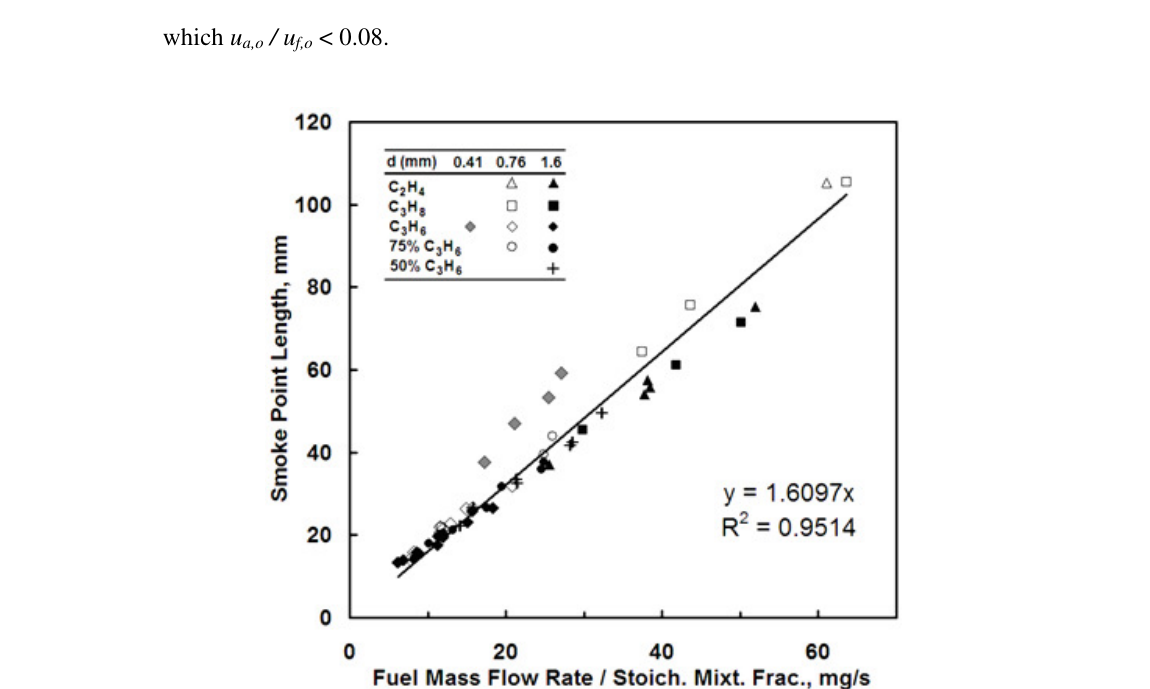 which u_{a,o} / u_{f,o} < 0.08.
120
d (mm) 0.41 0.76 1.6
C₂H₄
C₃H₈
C₃H₆
75% C₃H₆
50% C₃H₆
100
80
60
40
20
0
Smoke Point Length, mm
y = 1.6097x
R² = 0.9514
0 20 40 60
Fuel Mass Flow Rate / Stoich. Mixt. Frac., mg/s